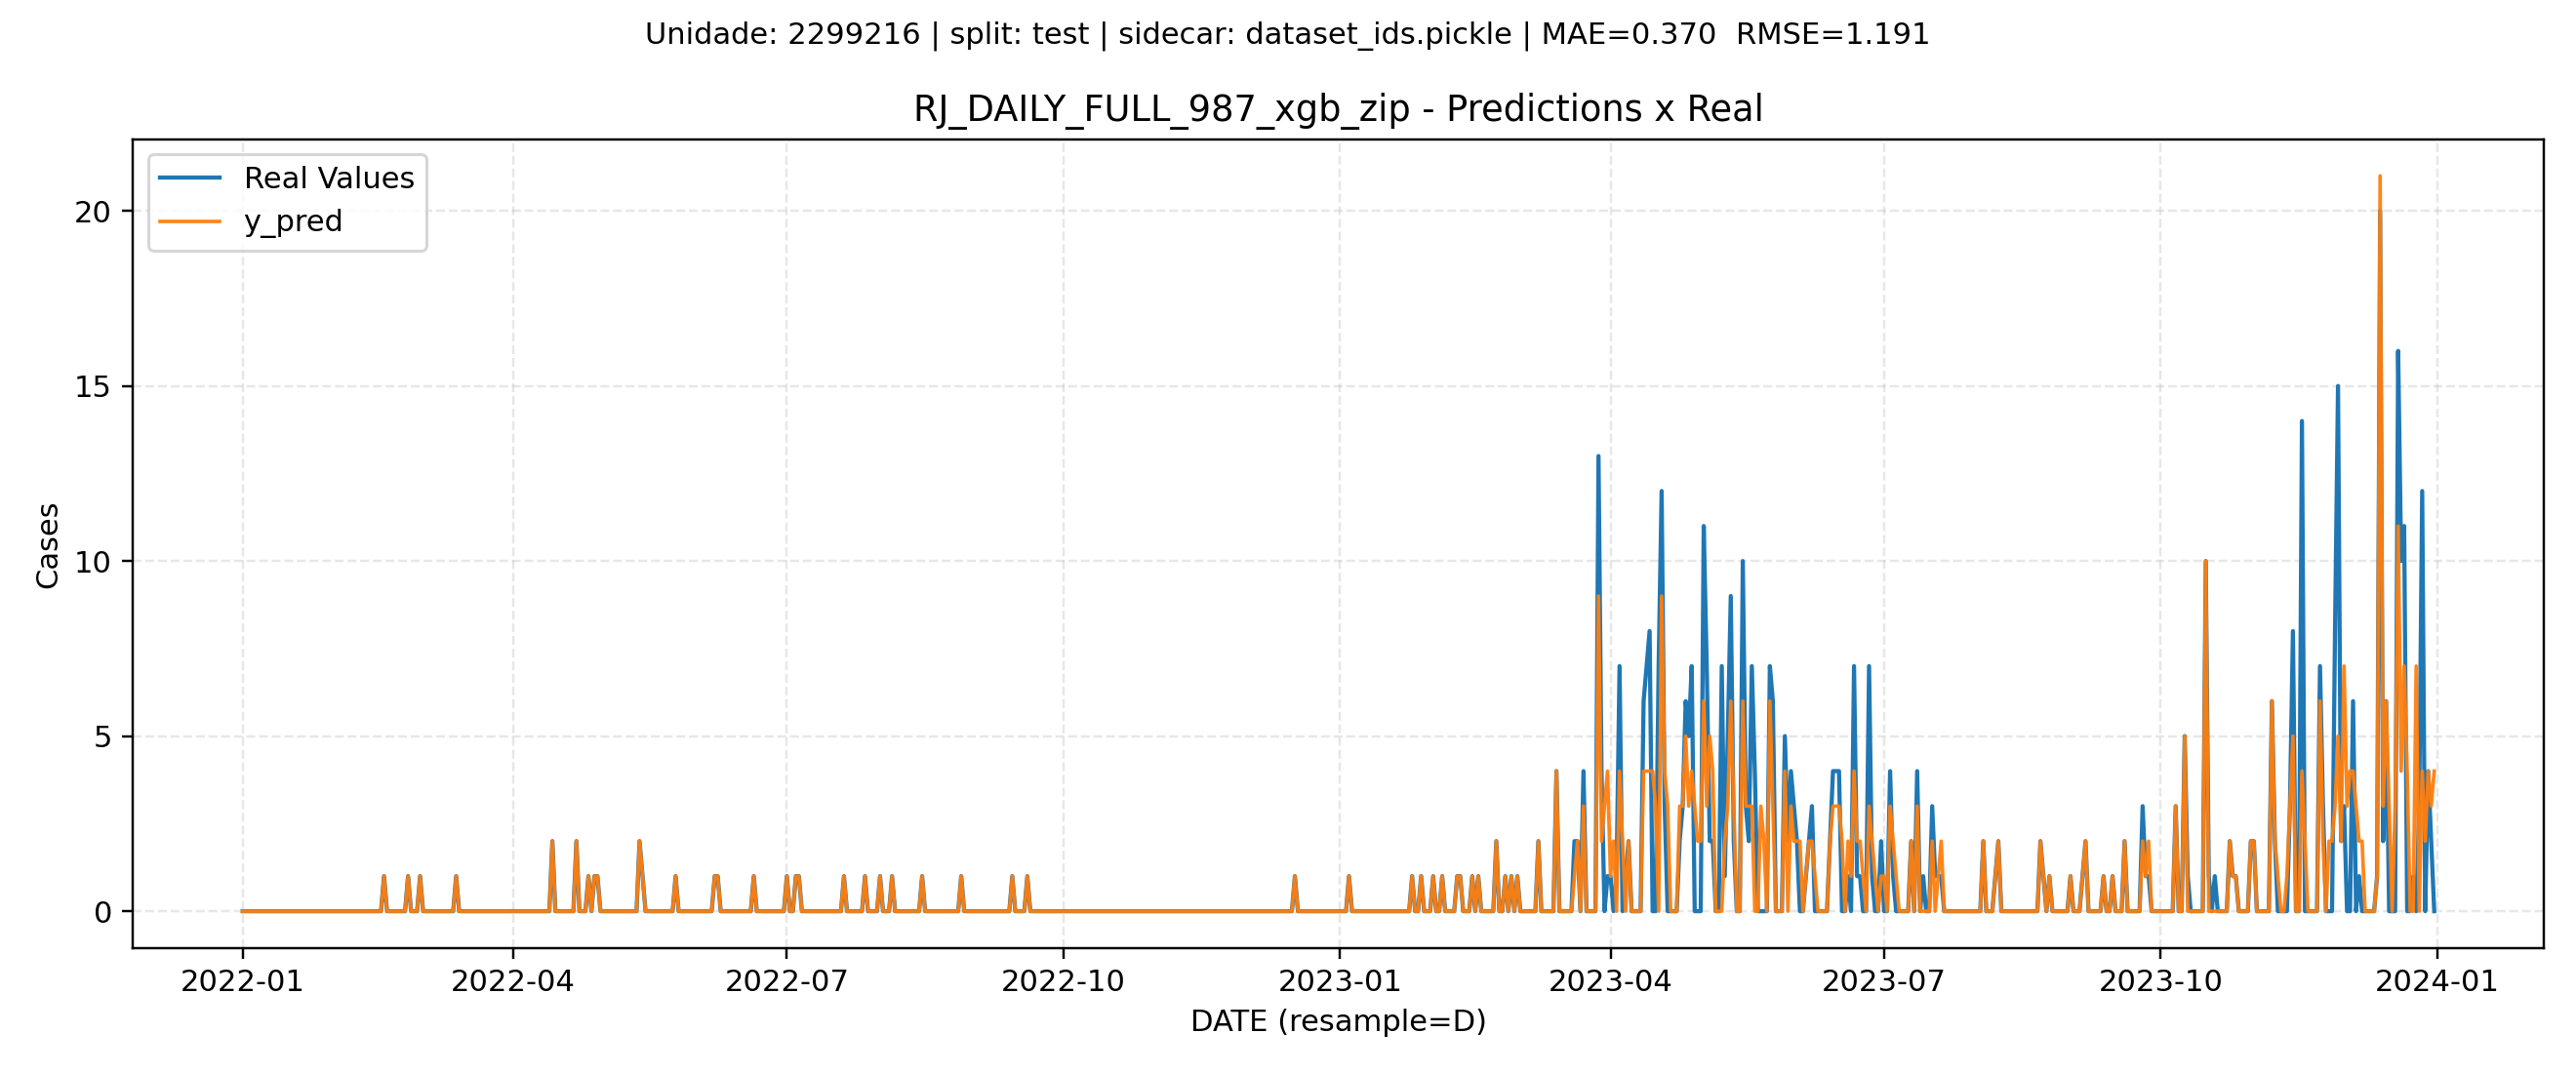 Unidade: 2299216 | split: test | sidecar: dataset_ids.pickle | MAE=0.370  RMSE=1.191
RJ_DAILY_FULL_987_xgb_zip - Predictions x Real
Real Values
y_pred
20
15
10
5
0
Cases
2022-01
2022-04
2022-07
2022-10
2023-01
2023-04
2023-07
2023-10
2024-01
DATE (resample=D)